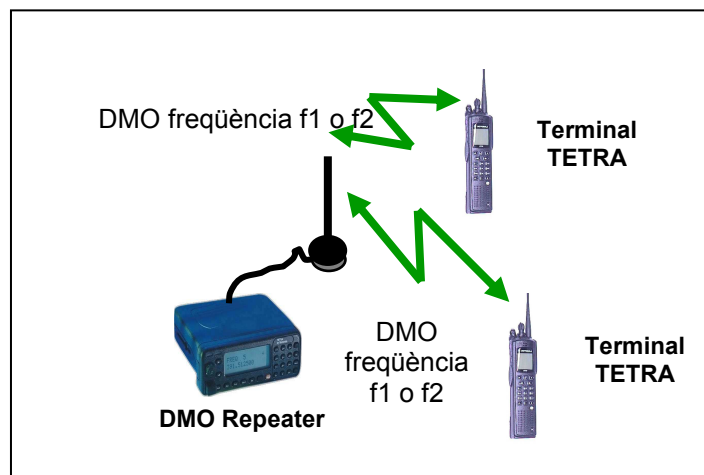 DMO freqüència f1 o f2
Terminal
TETRA
DMO
freqüència
f1 o f2
Terminal
TETRA
DMO Repeater